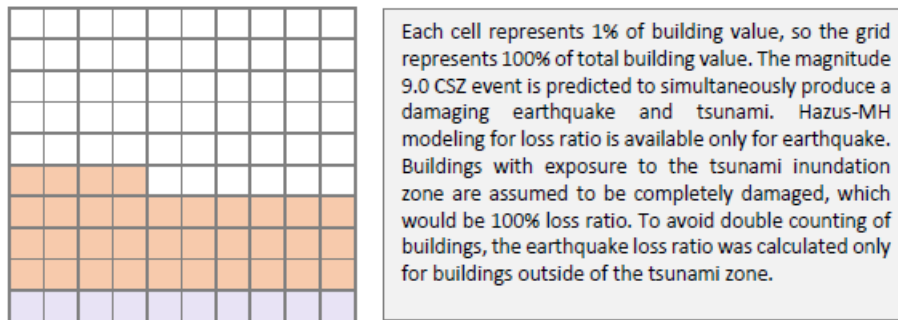 Each cell represents 1% of building value, so the grid
represents 100% of total building value. The magnitude
9.0 CSZ event is predicted to simultaneously produce a
damaging earthquake and tsunami. Hazus-MH
modeling for loss ratio is available only for earthquake.
Buildings with exposure to the tsunami inundation
zone are assumed to be completely damaged, which
would be 100% loss ratio. To avoid double counting of
buildings, the earthquake loss ratio was calculated only
for buildings outside of the tsunami zone.